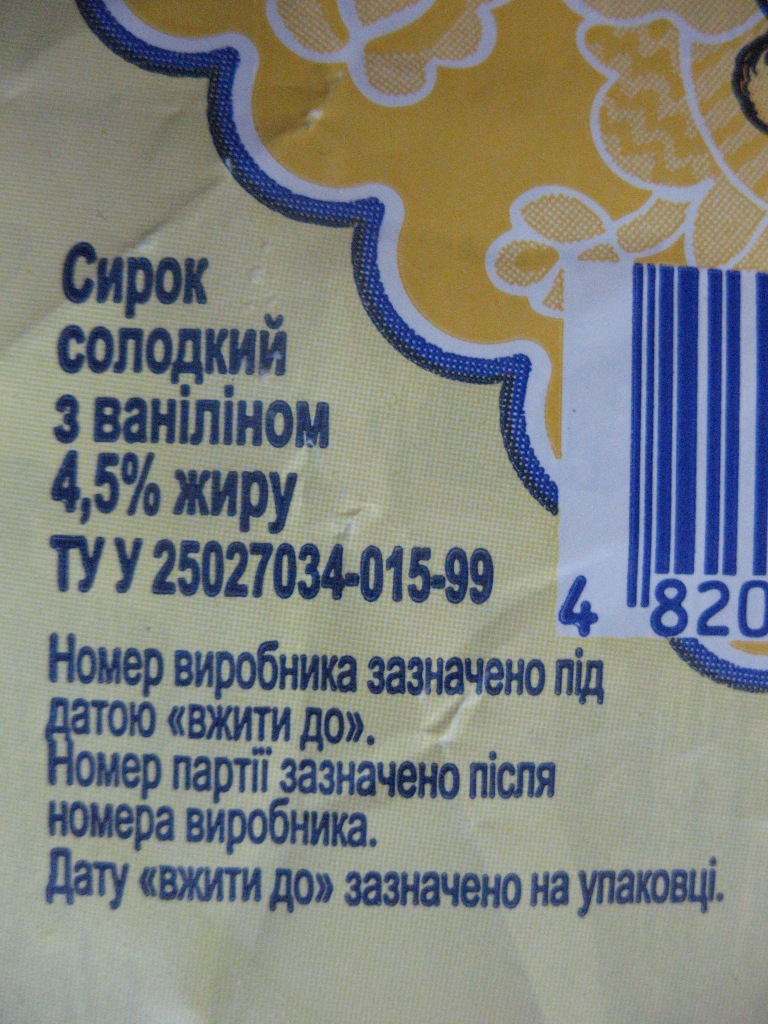 Сирок
солодкий
з ваніліном
4,5% жиру
ТУ У 25027034-015-99
4 820
Номер виробника зазначено під
датою «вжити до».
Номер партії зазначено після
номера виробника.
Дату «вжити до» зазначено на упаковці.